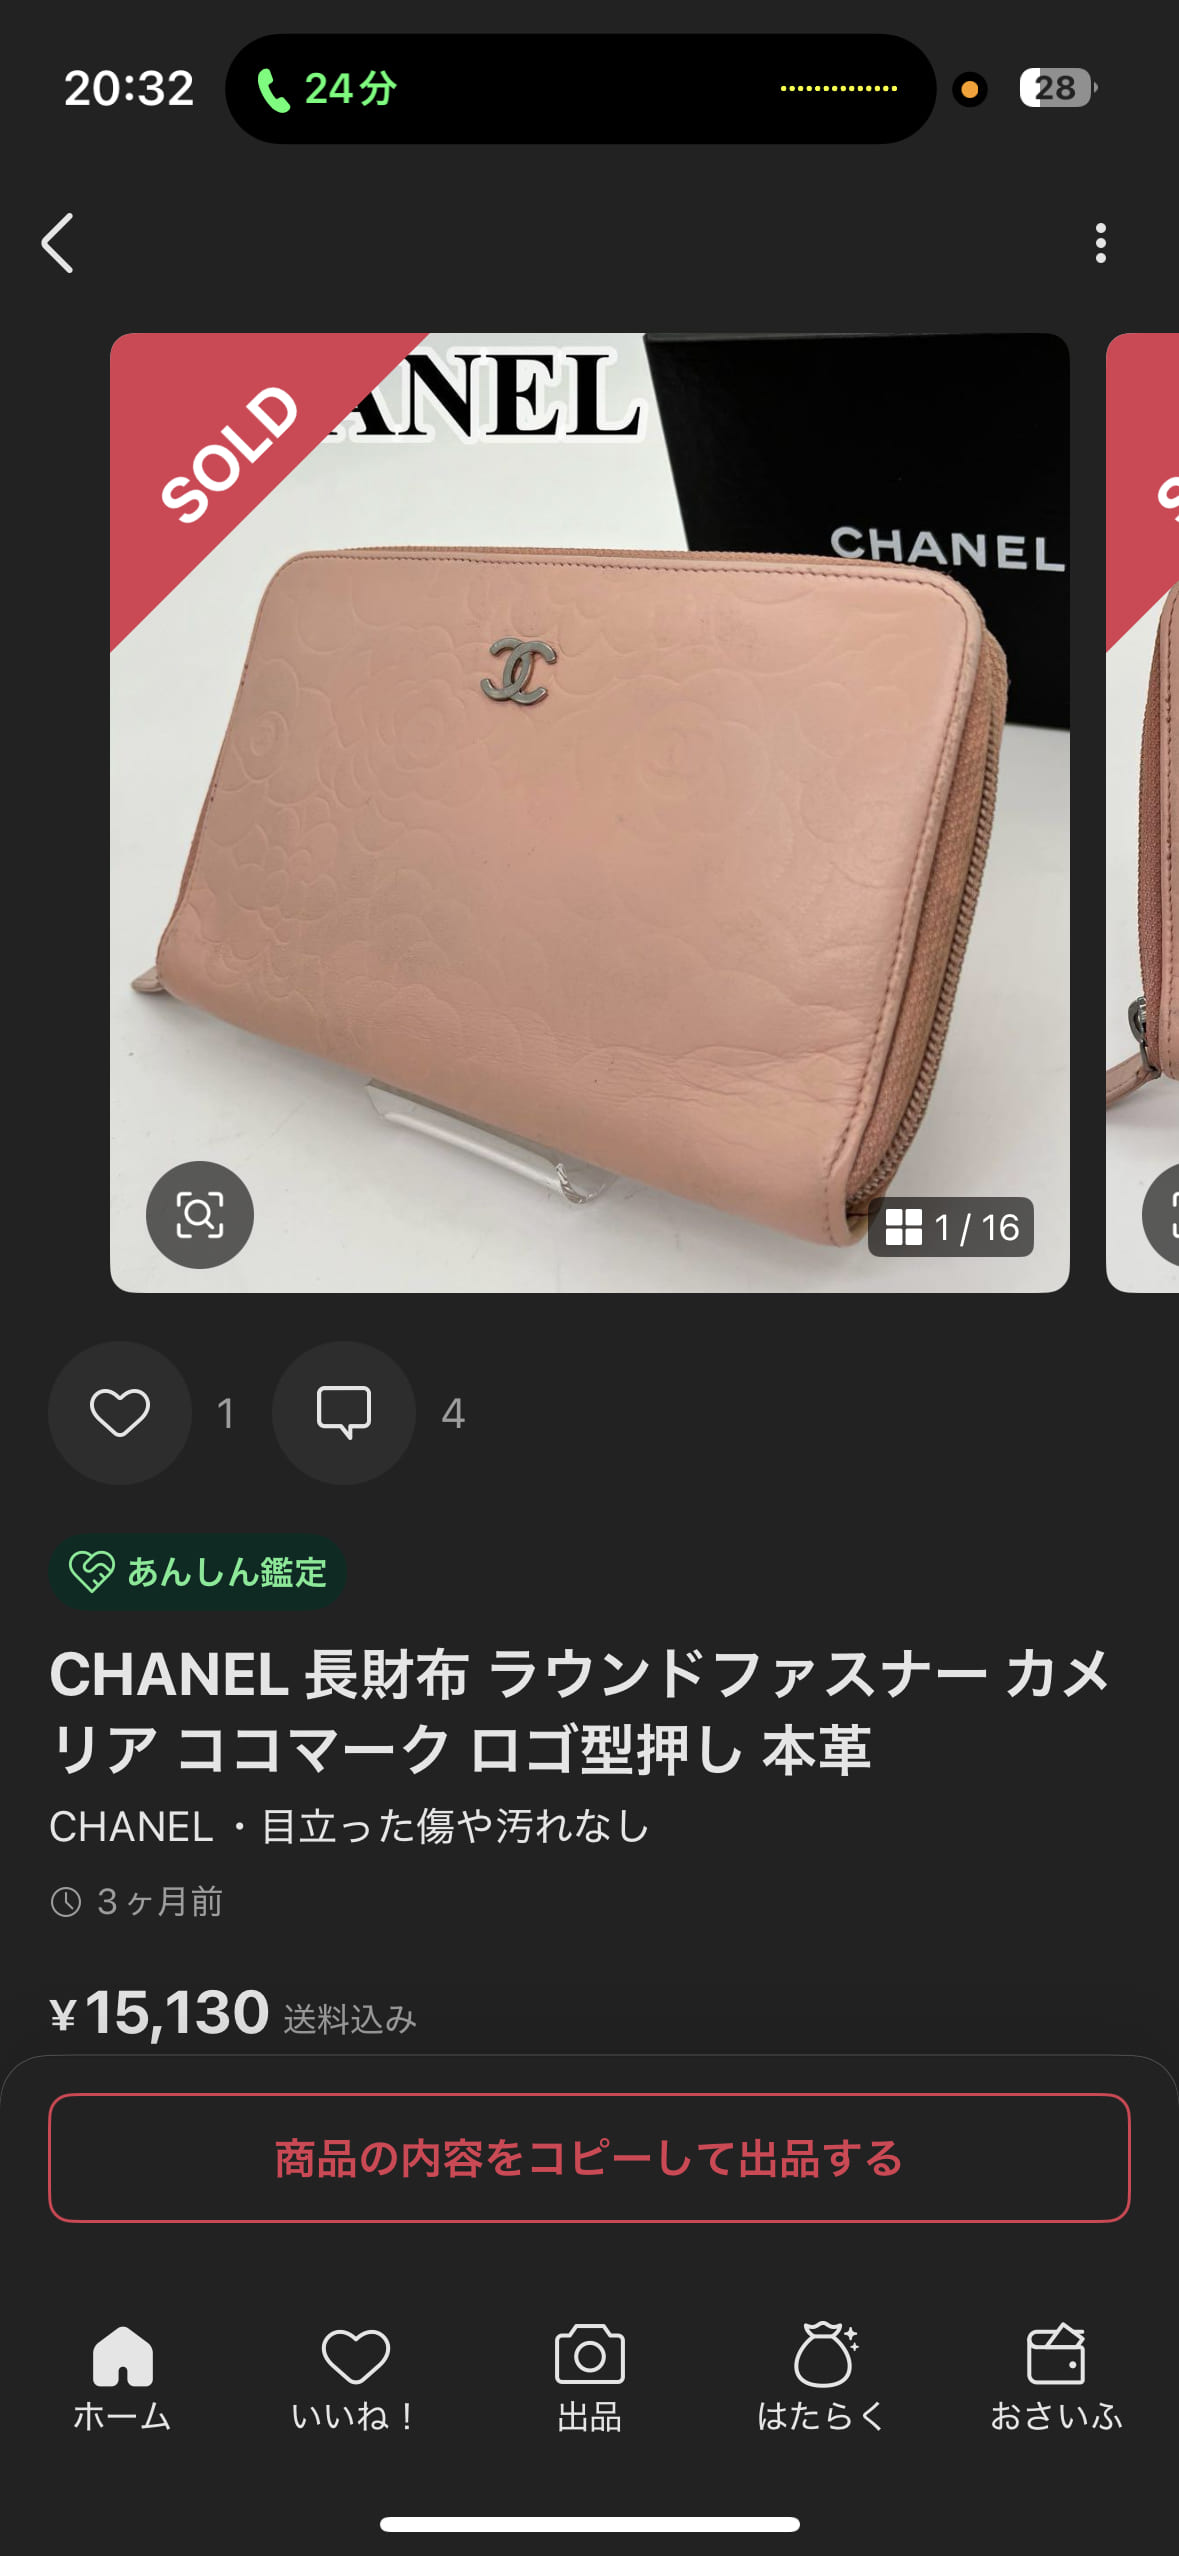 20:32
24分
28
SOLD
ANEL
CHANEL
1 / 16
1
4
あんしん鑑定
CHANEL 長財布 ラウンドファスナー カメ
リア ココマーク ロゴ型押し 本革
CHANEL・目立った傷や汚れなし
3ヶ月前
¥15,130 送料込み
商品の内容をコピーして出品する
ホーム
いいね！
出品
はたらく
おさいふ